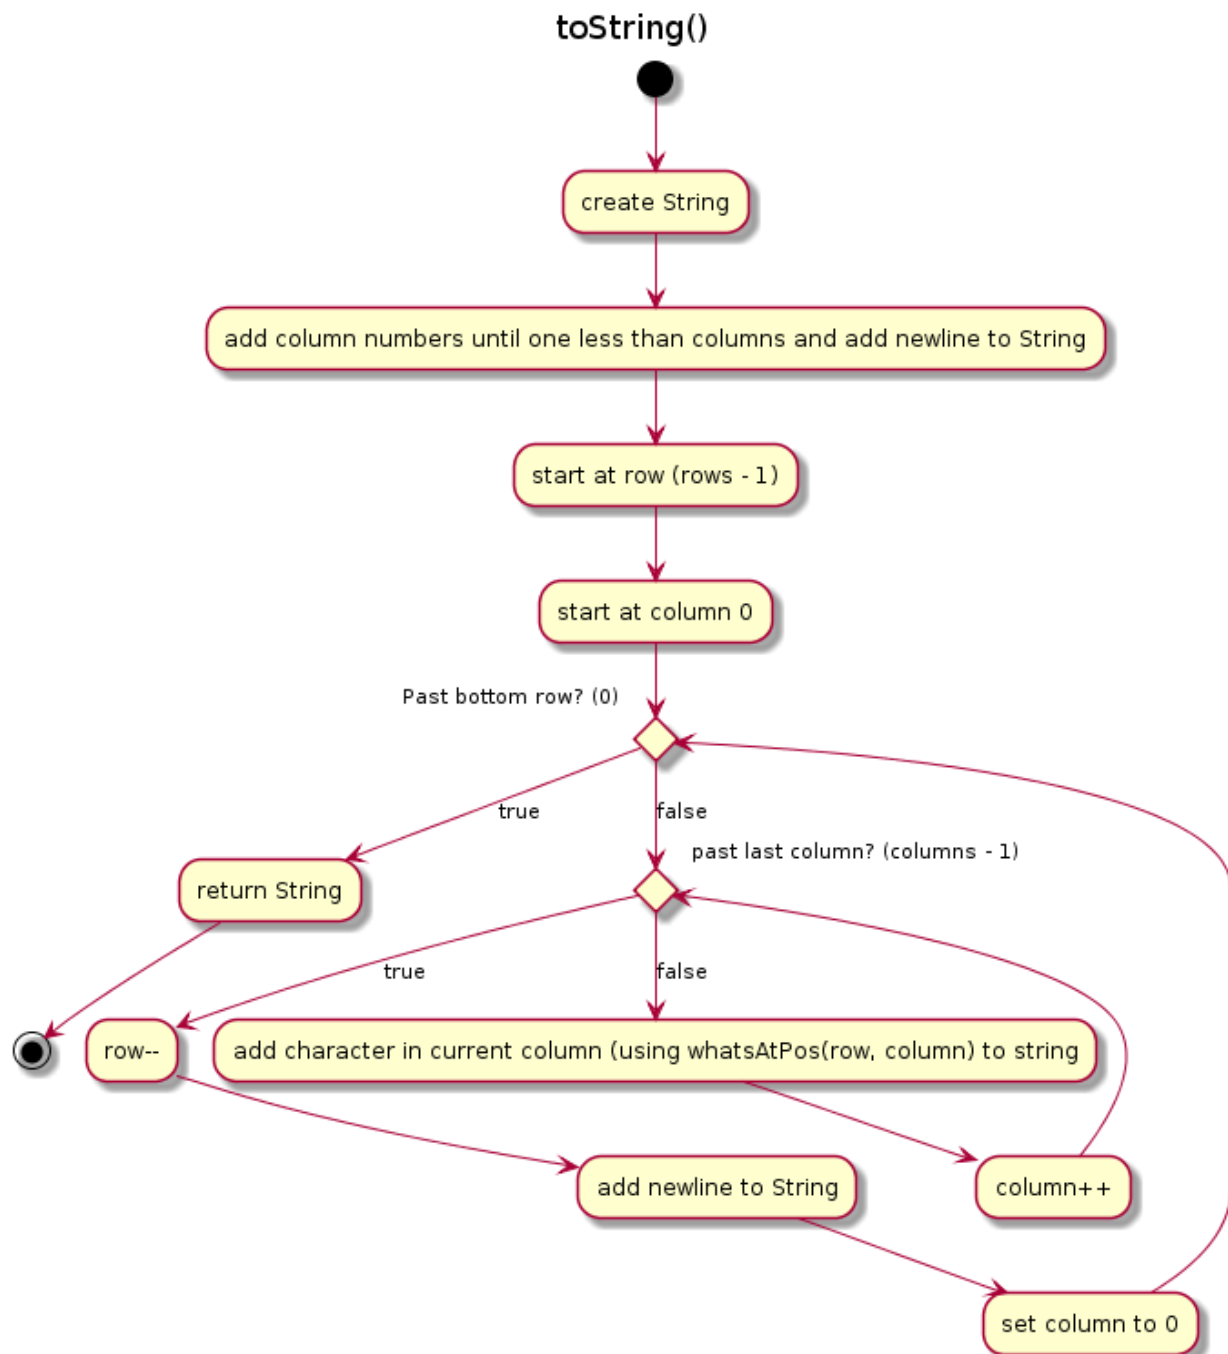 toString()
create String
add column numbers until one less than columns and add newline to String
start at row (rows - 1)
start at column 0
Past bottom row? (0)
true
false
past last column? (columns - 1)
return String
true
false
row--
add character in current column (using whatsAtPos(row, column) to string
add newline to String
column++
set column to 0